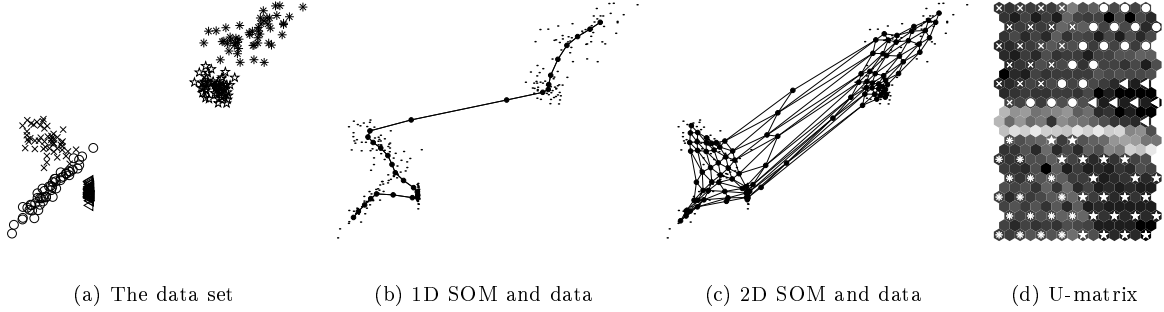 (a) The data set
(b) 1D SOM and data
(c) 2D SOM and data
(d) U-matrix